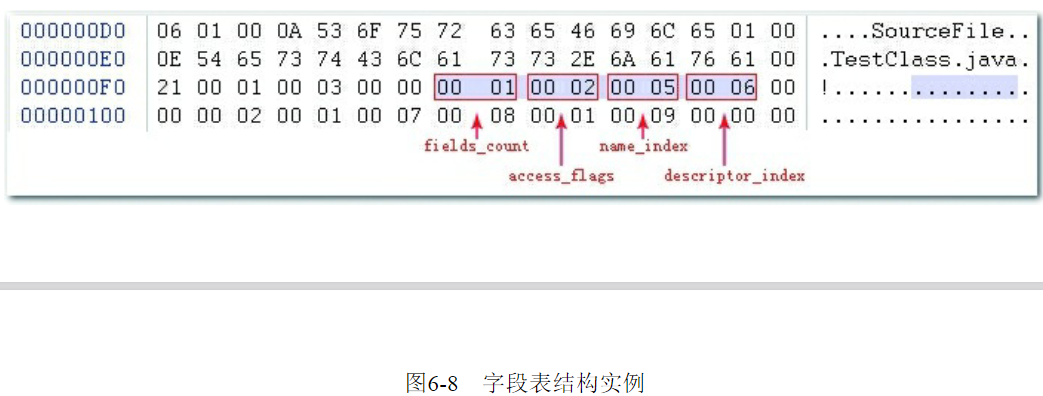 000000D0 06 01 00 0A 53 6F 75 72 63 65 46 69 6C 65 01 00 ....SourceFile..
000000E0 0E 54 65 73 74 43 6C 61 73 73 2E 6A 61 76 61 00 .TestClass.java.
000000F0 21 00 01 00 03 00 00 00 01 00 02 00 05 00 06 00 !...............
00000100 00 00 02 00 01 00 07 00 08 00 01 00 09 00 00 00 ................
fields_count name_index
access_flags descriptor_index
图6-8 字段表结构实例